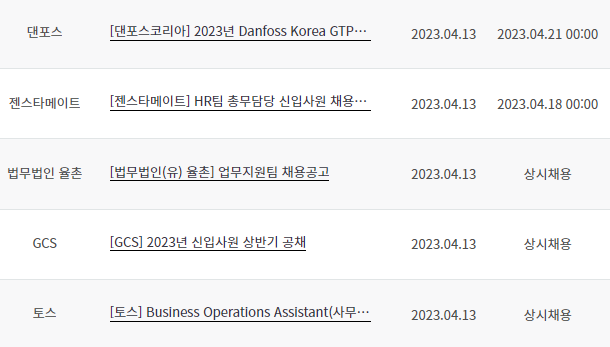 댄포스 [댄포스코리아] 2023년 Danfoss Korea GTP⋯ 2023.04.13 2023.04.21 00:00
젠스타메이트 [젠스타메이트] HR팀 총무담당 신입사원 채용⋯ 2023.04.13 2023.04.18 00:00
법무법인 율촌 [법무법인(유) 율촌] 업무지원팀 채용공고 2023.04.13 상시채용
GCS [GCS] 2023년 신입사원 상반기 공채 2023.04.13 상시채용
토스 [토스] Business Operations Assistant(사무⋯ 2023.04.13 상시채용